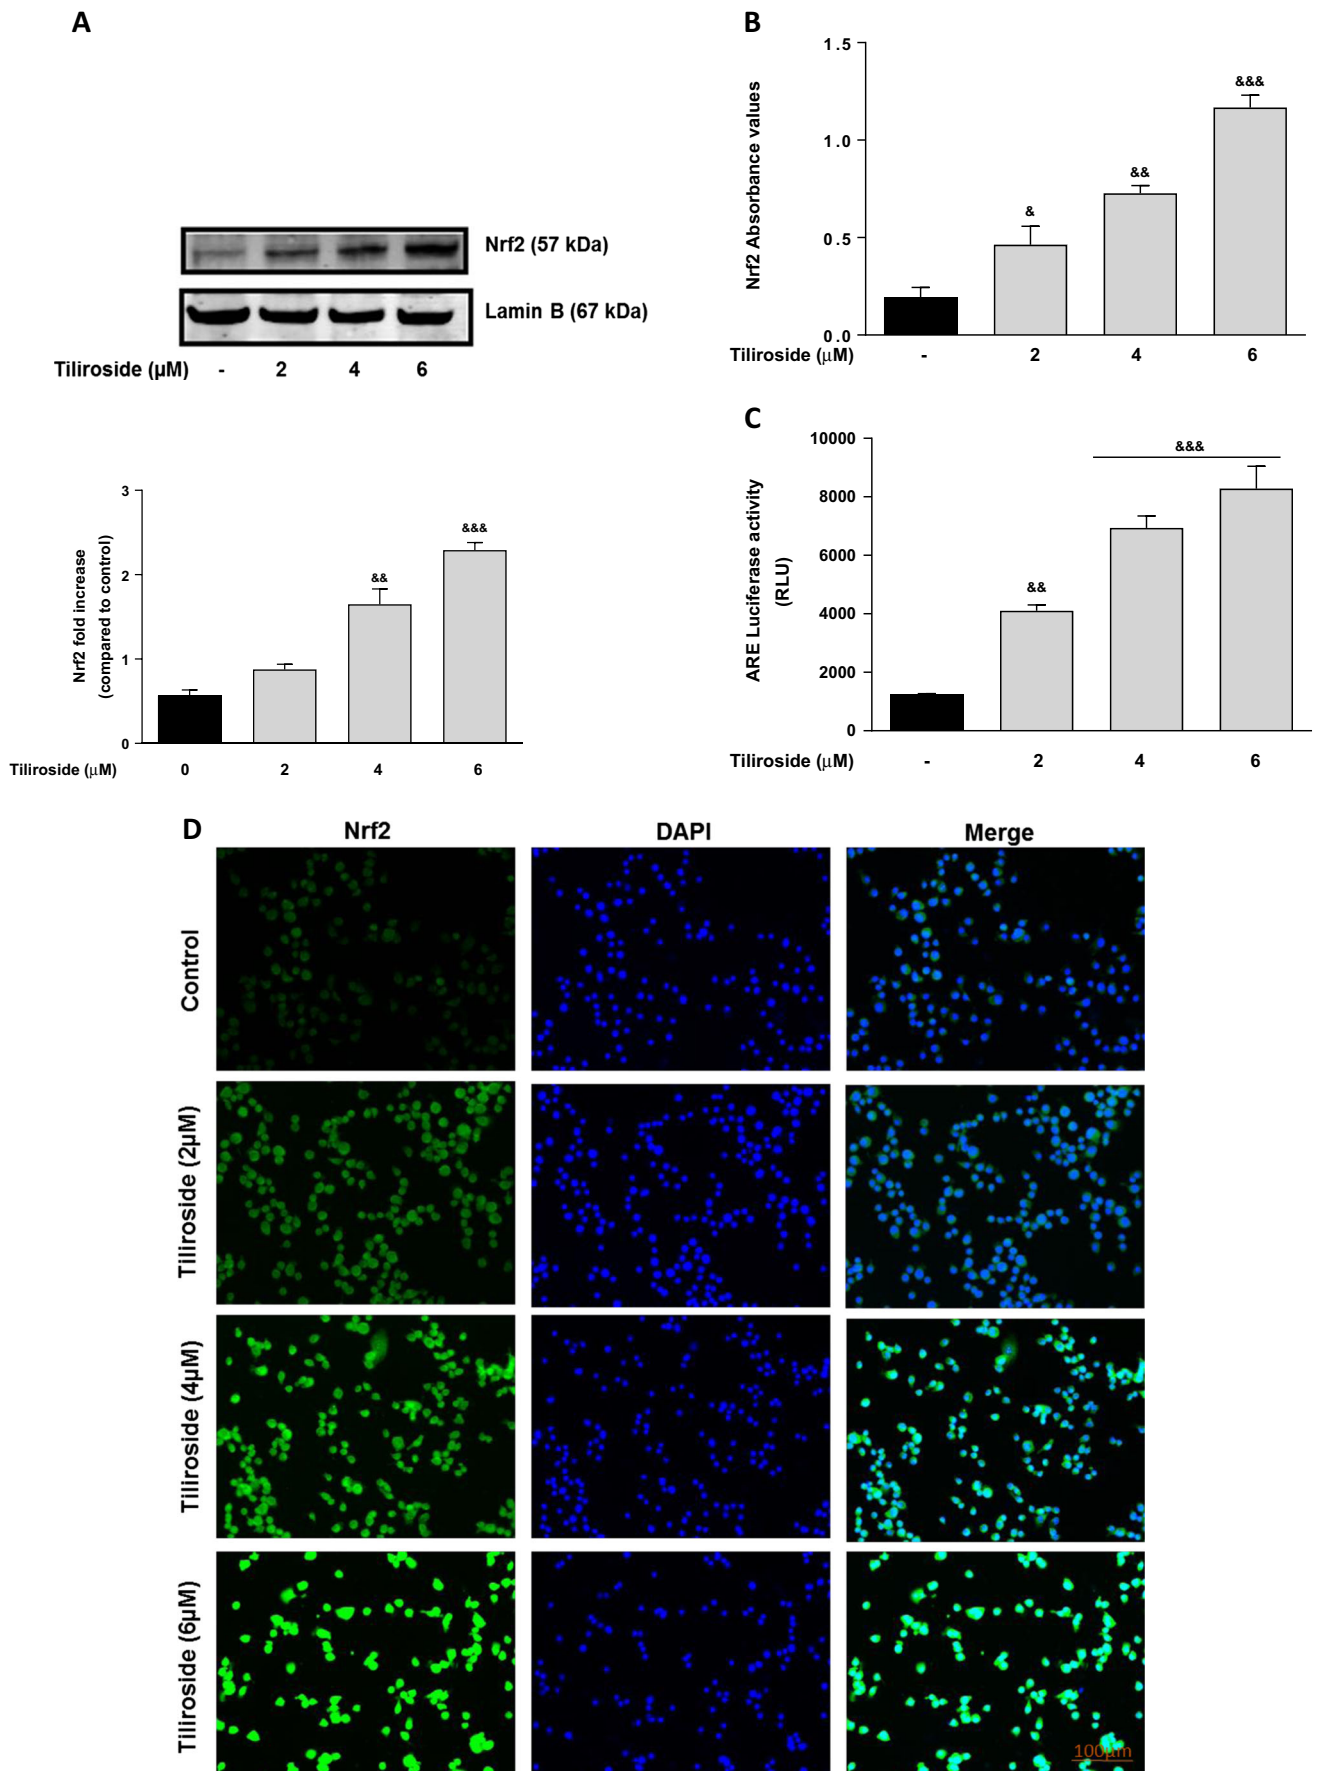 A
Nrf2 (57 kDa)
Lamin B (67 kDa)
Tiliroside (µM) - 2 4 6
Nrf2 fold increase
(compared to control)
3
2
1
0
&&
&&&
Tiliroside (µM) 0 2 4 6
B
Nrf2 Absorbance values
1.5
1.0
0.5
0.0
&
&&
&&&
Tiliroside (µM) - 2 4 6
C
ARE Luciferase activity
(RLU)
10000
8000
6000
4000
2000
0
&&
&&&
Tiliroside (µM) - 2 4 6
D
Nrf2 DAPI Merge
Control
Tiliroside (2µM)
Tiliroside (4µM)
Tiliroside (6µM)
100µm